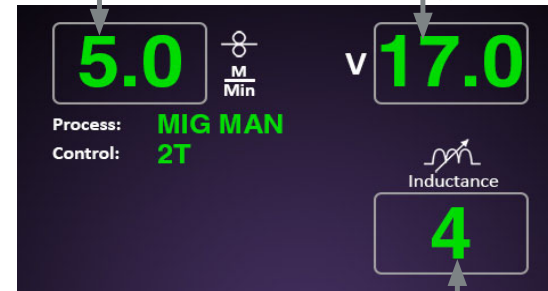 5.0
M
Min
V 17.0
Process: MIG MAN
Control: 2T
Inductance
4